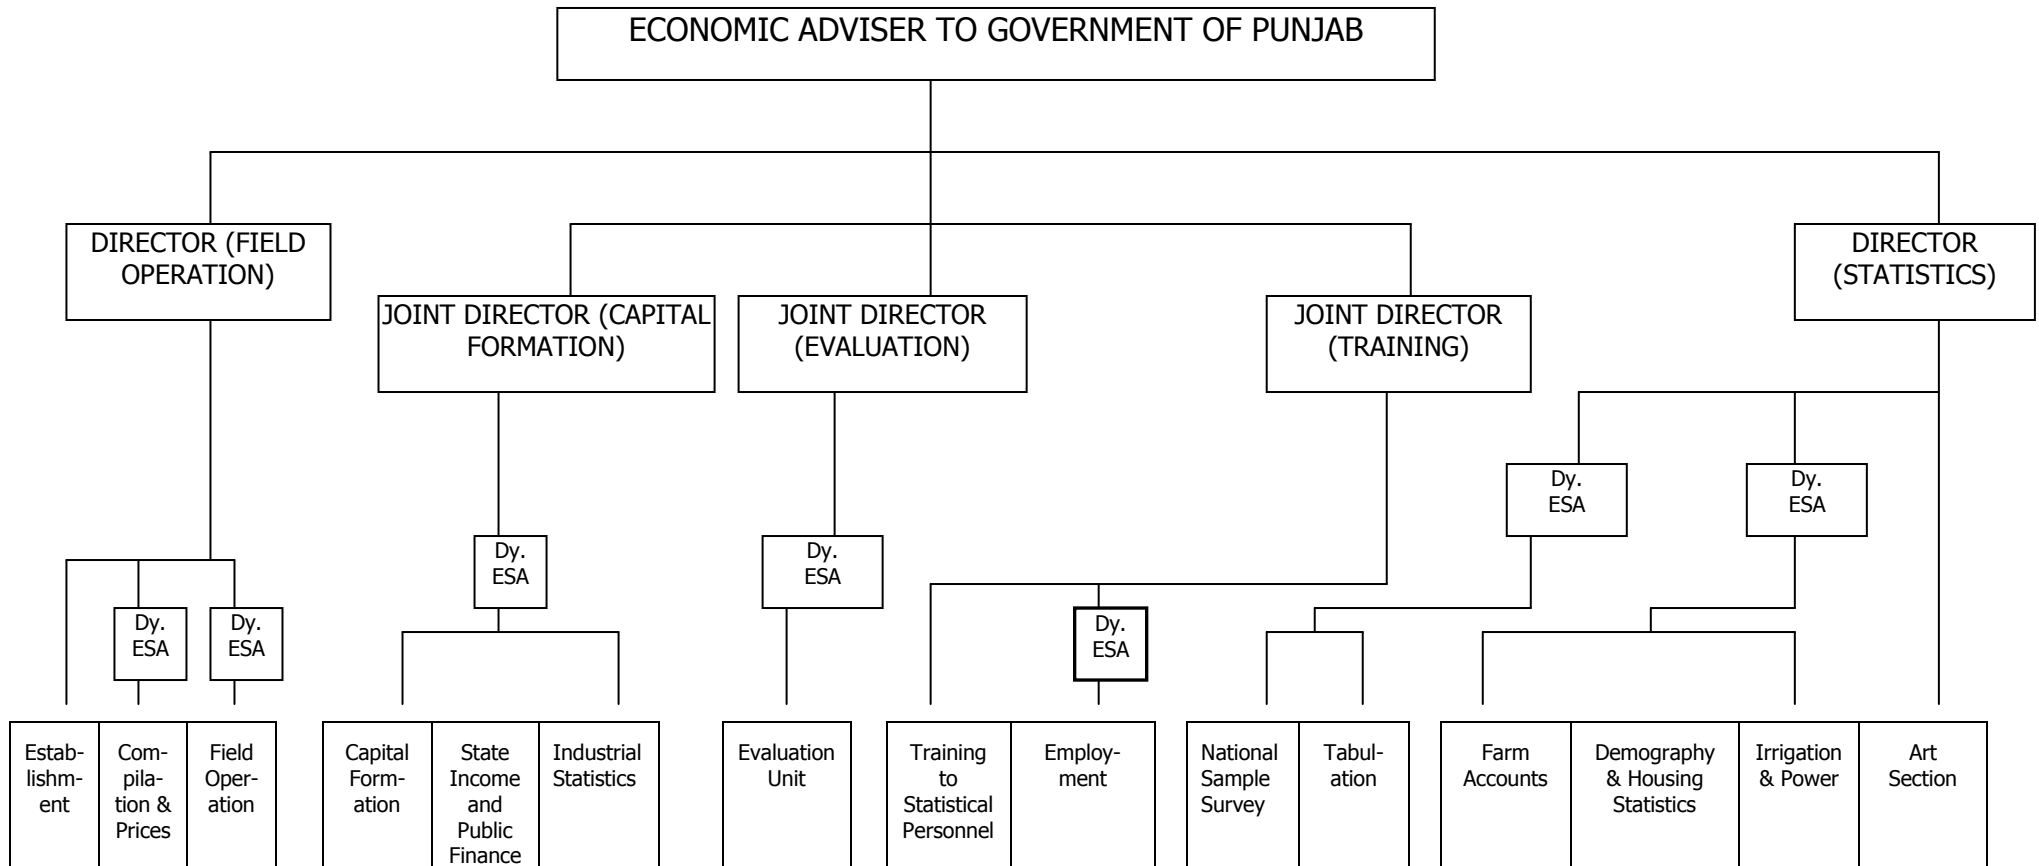 ECONOMIC ADVISER TO GOVERNMENT OF PUNJAB
DIRECTOR (FIELD
OPERATION)
DIRECTOR
(STATISTICS)
JOINT DIRECTOR (CAPITAL
FORMATION)
JOINT DIRECTOR
(EVALUATION)
JOINT DIRECTOR
(TRAINING)
Dy.
ESA
Dy.
ESA
Dy.
ESA
Dy.
ESA
Dy.
ESA
Dy.
ESA
Dy.
ESA
Estab-
lishm-
ent
Com-
pila-
tion &
Prices
Field
Oper-
ation
Capital
Form-
ation
State
Income
and
Public
Finance
Industrial
Statistics
Evaluation
Unit
Training
to
Statistical
Personnel
Employ-
ment
National
Sample
Survey
Tabul-
ation
Farm
Accounts
Demography
& Housing
Statistics
Irrigation
& Power
Art
Section